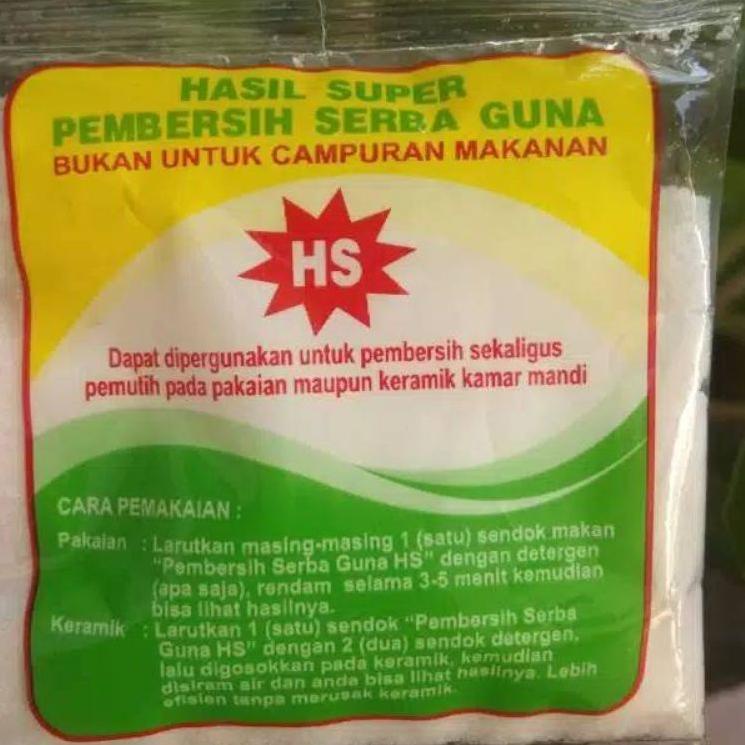 HASIL SUPER
PEMBERSIH SERBA GUNA
BUKAN UNTUK CAMPURAN MAKANAN
HS
Dapat dipergunakan untuk pembersih sekaligus
pemutih pada pakaian maupun keramik kamar mandi
CARA PEMAKAIAN :
Pakaian : Larutkan masing-masing 1 (satu) sendok makan
"Pembersih Serba Guna HS" dengan detergen
(apa saja), rendam selama 3-5 menit kemudian
bisa lihat hasilnya.
Keramik : Larutkan 1 (satu) sendok "Pembersih Serba
Guna HS" dengan 2 (dua) sendok detergen,
lalu digosokkan pada keramik, kemudian
disiram air dan anda bisa lihat hasilnya. Lebih
efisien tanpa merusak keramik.